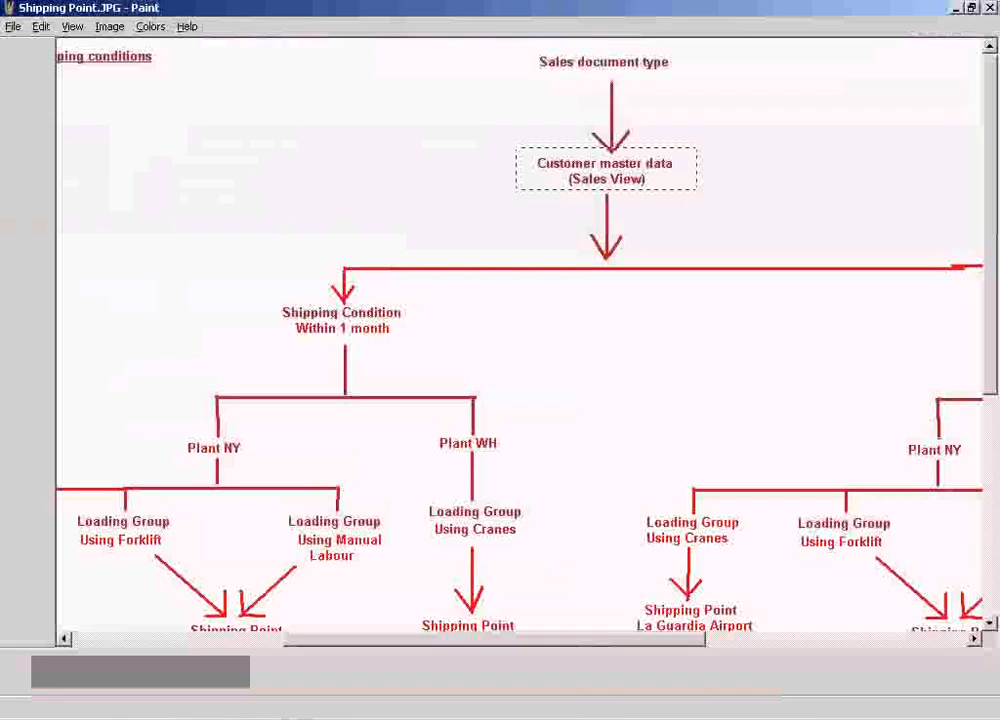 Shipping Point.JPG - Paint
File Edit View Image Colors Help
ping conditions
Sales document type
Customer master data
(Sales View)
Shipping Condition
Within 1 month
Plant NY
Plant WH
Plant NY
Loading Group
Using Forklift
Loading Group
Using Manual
Labour
Loading Group
Using Cranes
Loading Group
Using Cranes
Loading Group
Using Forklift
Shipping Point
Shipping Point
Shipping Point
La Guardia Airport